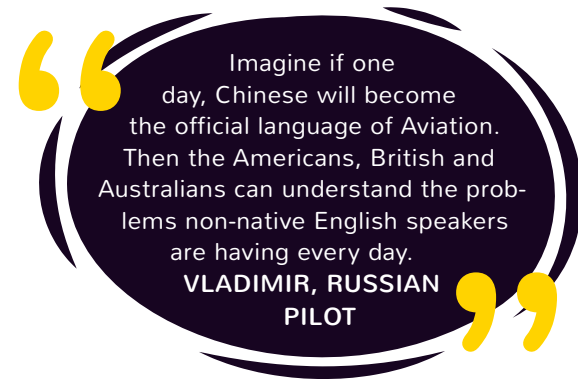 Imagine if one
day, Chinese will become
the official language of Aviation.
Then the Americans, British and
Australians can understand the prob-
lems non-native English speakers
are having every day.
VLADIMIR, RUSSIAN
PILOT